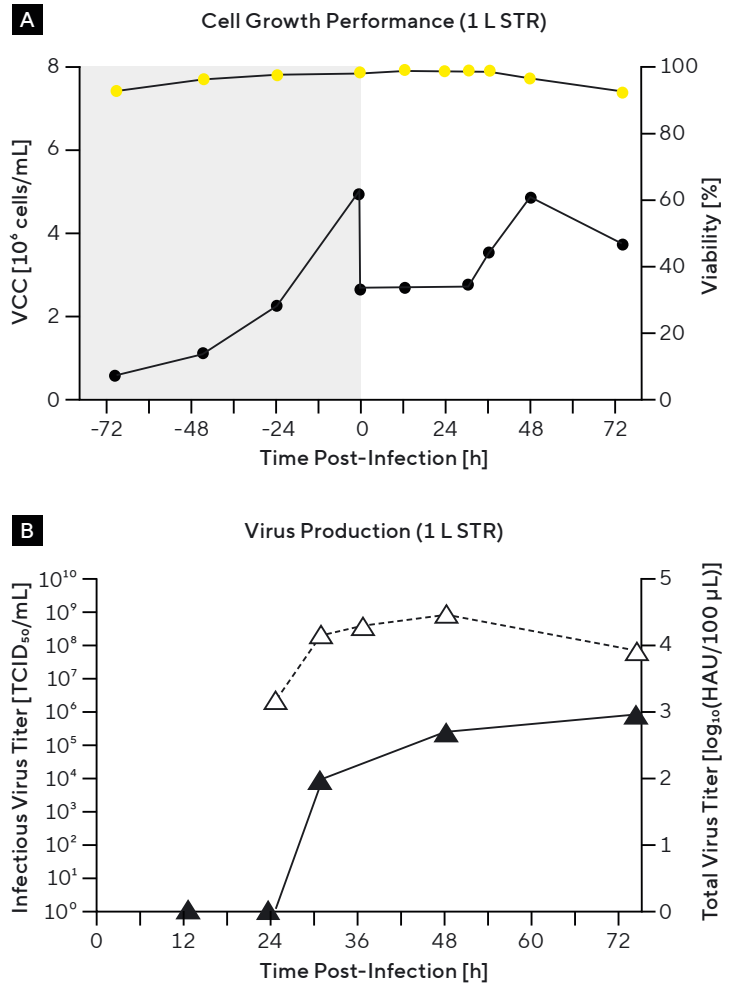 A
Cell Growth Performance (1 L STR)
VCC [10⁶ cells/mL]
8
6
4
2
0
100
80
60
40
20
0
Viability [%]
-72 -48 -24 0 24 48 72
Time Post-Infection [h]
B
Virus Production (1 L STR)
Infectious Virus Titer [TCID₅₀/mL]
10¹⁰
10⁹
10⁸
10⁷
10⁶
10⁵
10⁴
10³
10²
10¹
10⁰
5
4
3
2
1
0
Total Virus Titer [log₁₀(HAU/100 µL)]
0 12 24 36 48 60 72
Time Post-Infection [h]